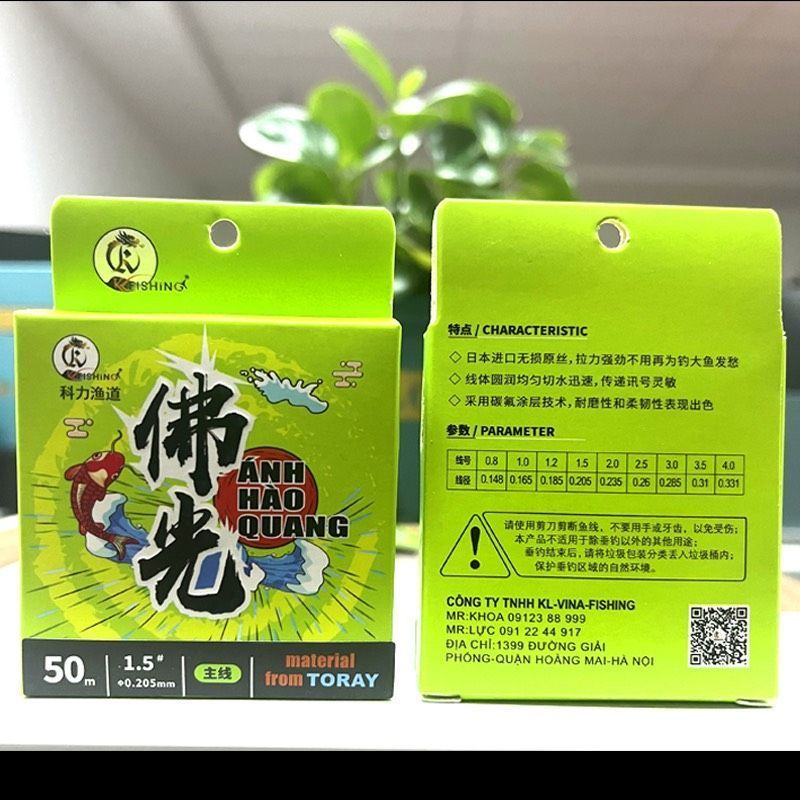 K FISHING
K FISHING
科力渔道
佛光
ÁNH
HÀO
QUANG
50m
1.5#
Φ0.205mm
主线
material
from TORAY
特点 / CHARACTERISTIC
◇日本进口无损原丝，拉力强劲不用再为钓大鱼发愁
◇线体圆润均匀切水迅速，传递讯号灵敏
◇采用碳氟涂层技术，耐磨性和柔韧性表现出色
参数 / PARAMETER
线号 0.8 1.0 1.2 1.5 2.0 2.5 3.0 3.5 4.0
线径 0.148 0.165 0.185 0.205 0.235 0.26 0.285 0.31 0.331
请使用剪刀剪断鱼线，不要用手或牙齿，以免受伤；
本产品不适用于除垂钓以外的其他用途；
垂钓结束后，请将垃圾包装分类丢入垃圾桶内；
保护垂钓区域的自然环境。
CÔNG TY TNHH KL-VINA-FISHING
MR:KHOA 09123 88 999
MR:LỰC 091 22 44 917
ĐỊA CHỈ:1399 ĐƯỜNG GIẢI
PHÓNG-QUẬN HOÀNG MAI-HÀ NỘI